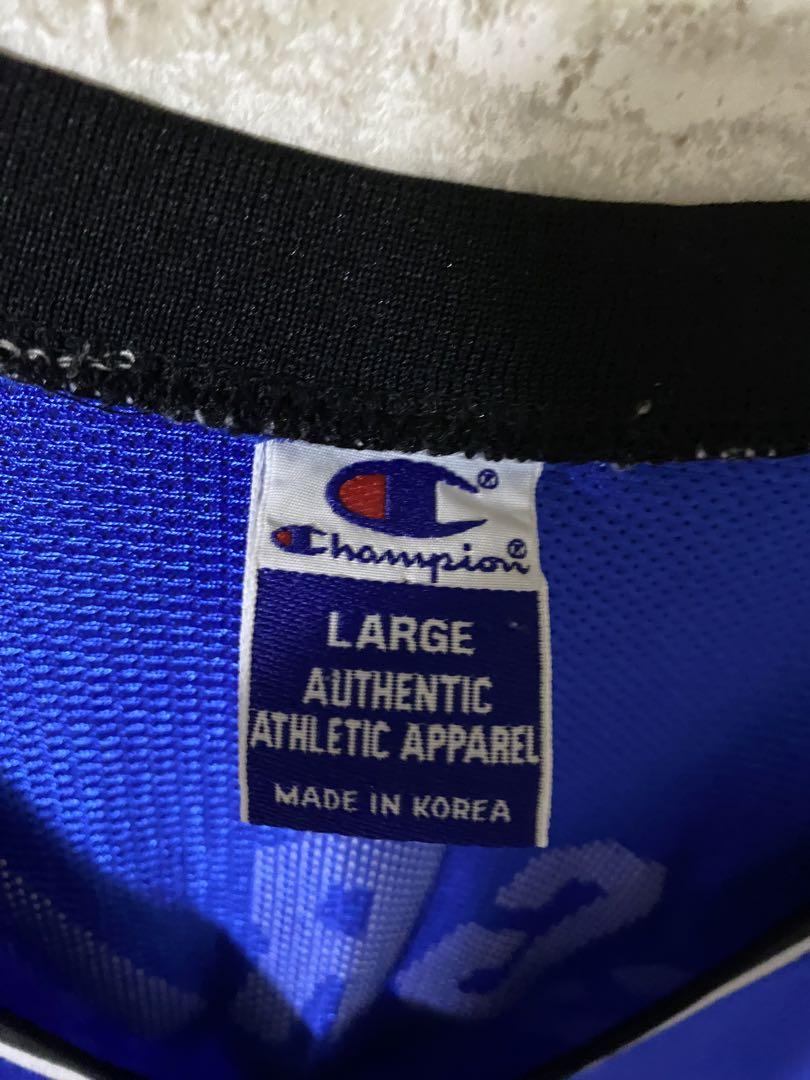 Champion®
LARGE
AUTHENTIC
ATHLETIC APPAREL
MADE IN KOREA